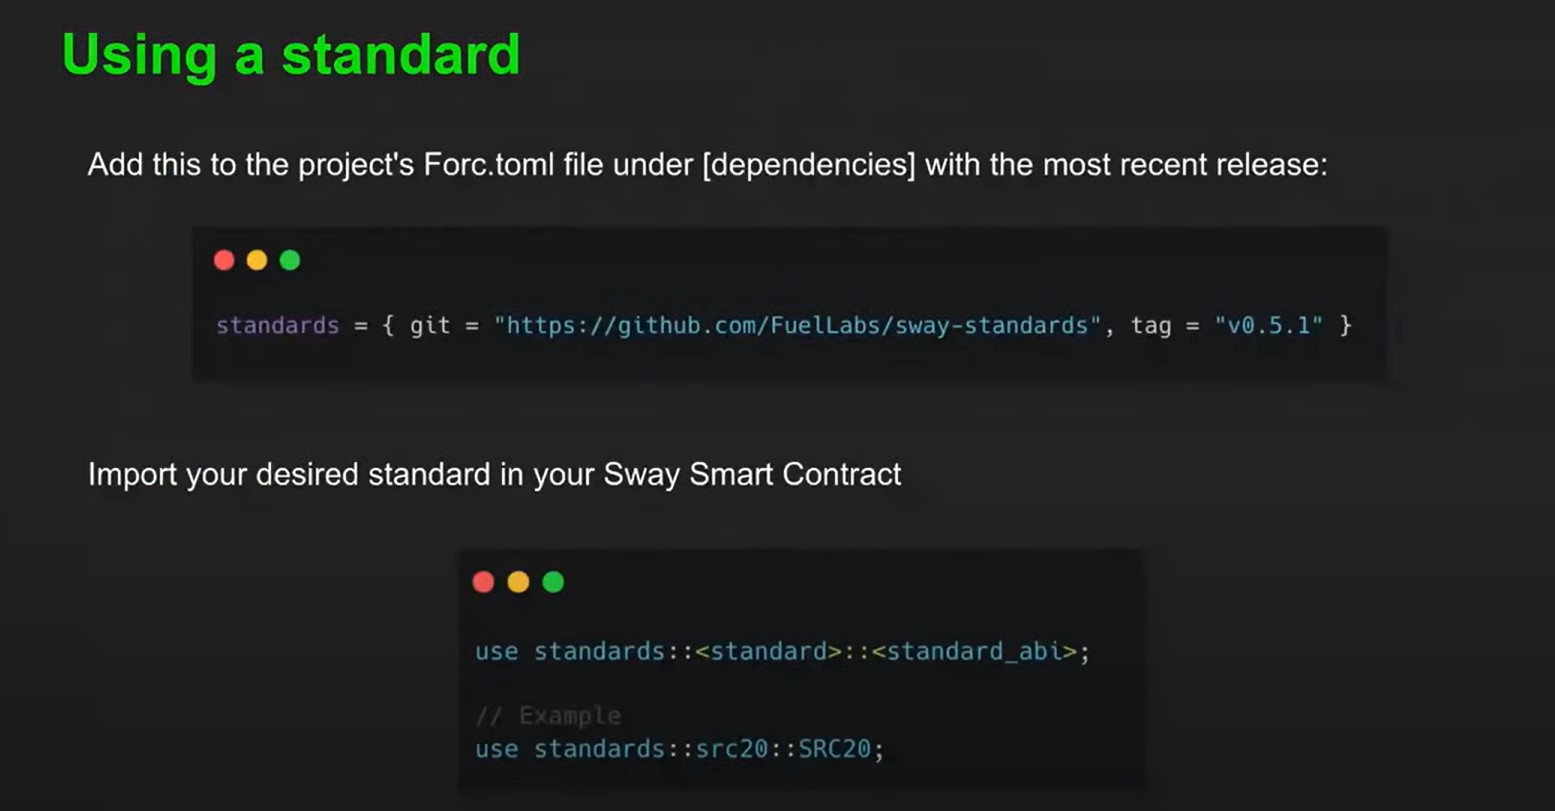 Using a standard
Add this to the project's Forc.toml file under [dependencies] with the most recent release:
standards = { git = "https://github.com/FuelLabs/sway-standards", tag = "v0.5.1" }
Import your desired standard in your Sway Smart Contract
use standards::<standard>::<standard_abi>;
// Example
use standards::src20::SRC20;